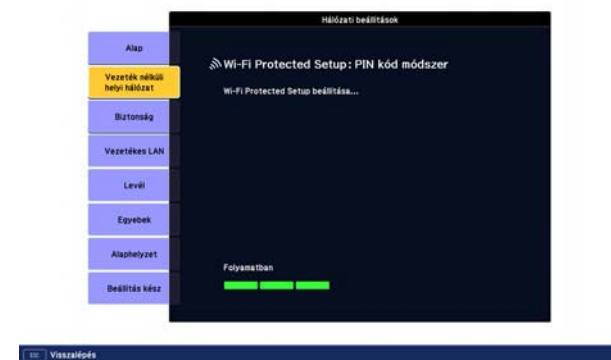 Hálózati beállítások
Alap
Vezeték nélküli
helyi hálózat
Biztonság
Vezetékes LAN
Levél
Egyebek
Alaphelyzet
Beállítás kész
Wi-Fi Protected Setup: PIN kód módszer
Wi-Fi Protected Setup beállítása...
Folyamatban
ESC Visszalépés